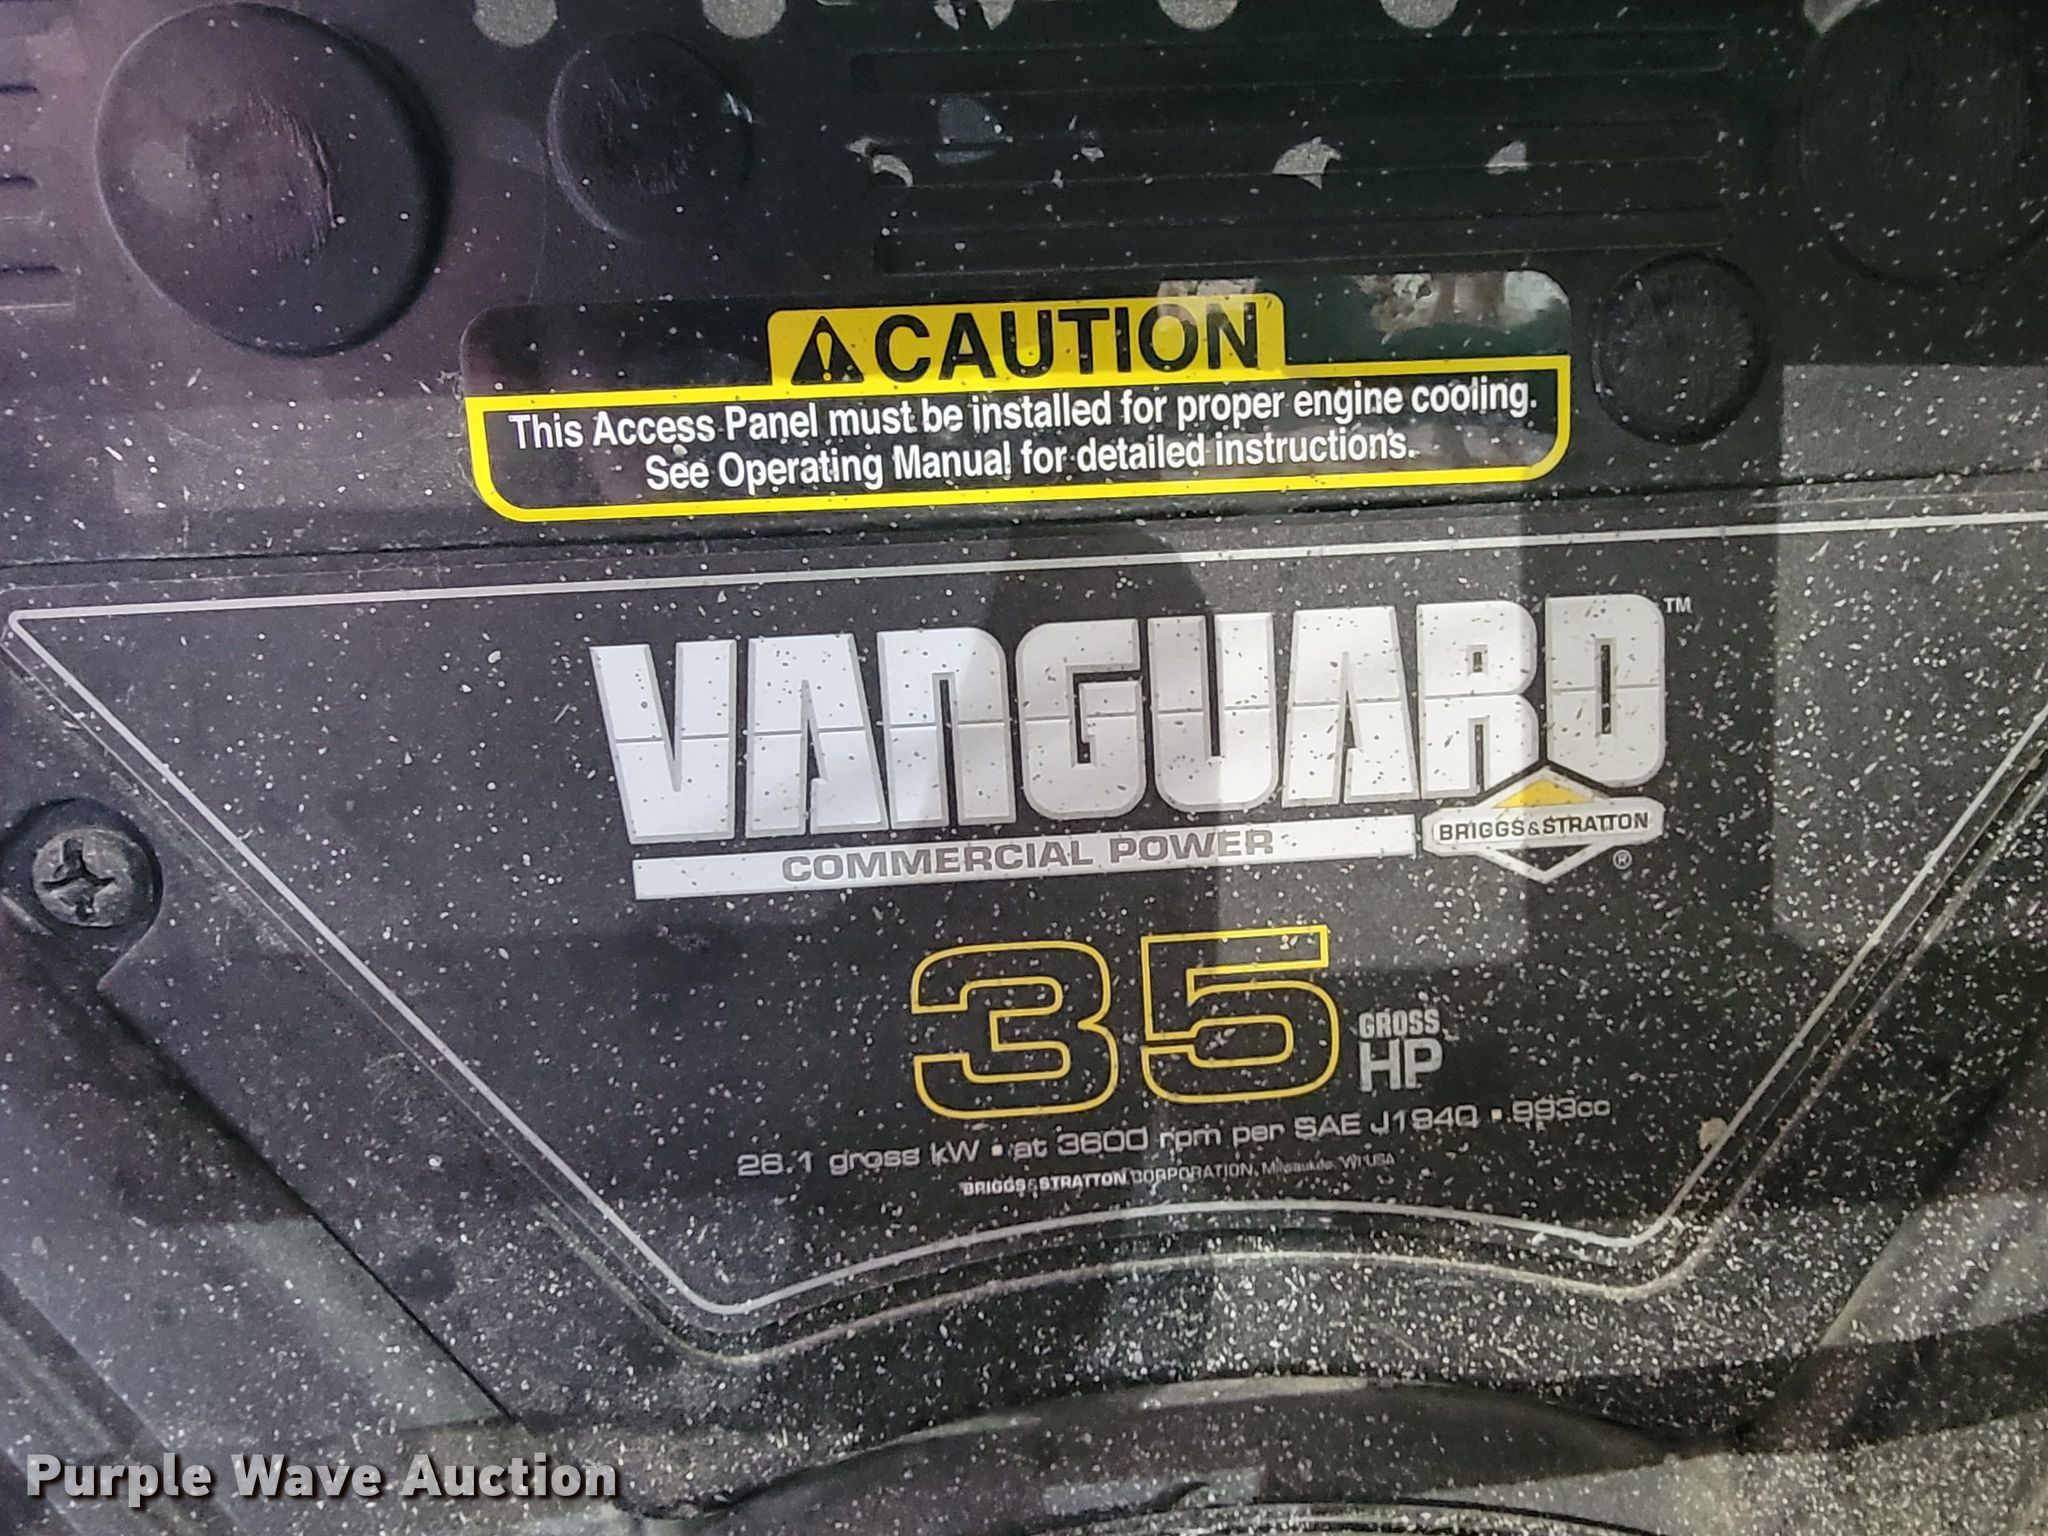 ⚠CAUTION
This Access Panel must be installed for proper engine cooling.
See Operating Manual for detailed instructions.
VANGUARD™
COMMERCIAL POWER
BRIGGS&STRATTON
®
35 GROSS HP
26.1 gross kW ▪ at 3600 rpm per SAE J1940 ▪ 993cc
BRIGGS&STRATTON CORPORATION, Milwaukee, WI USA
Purple Wave Auction